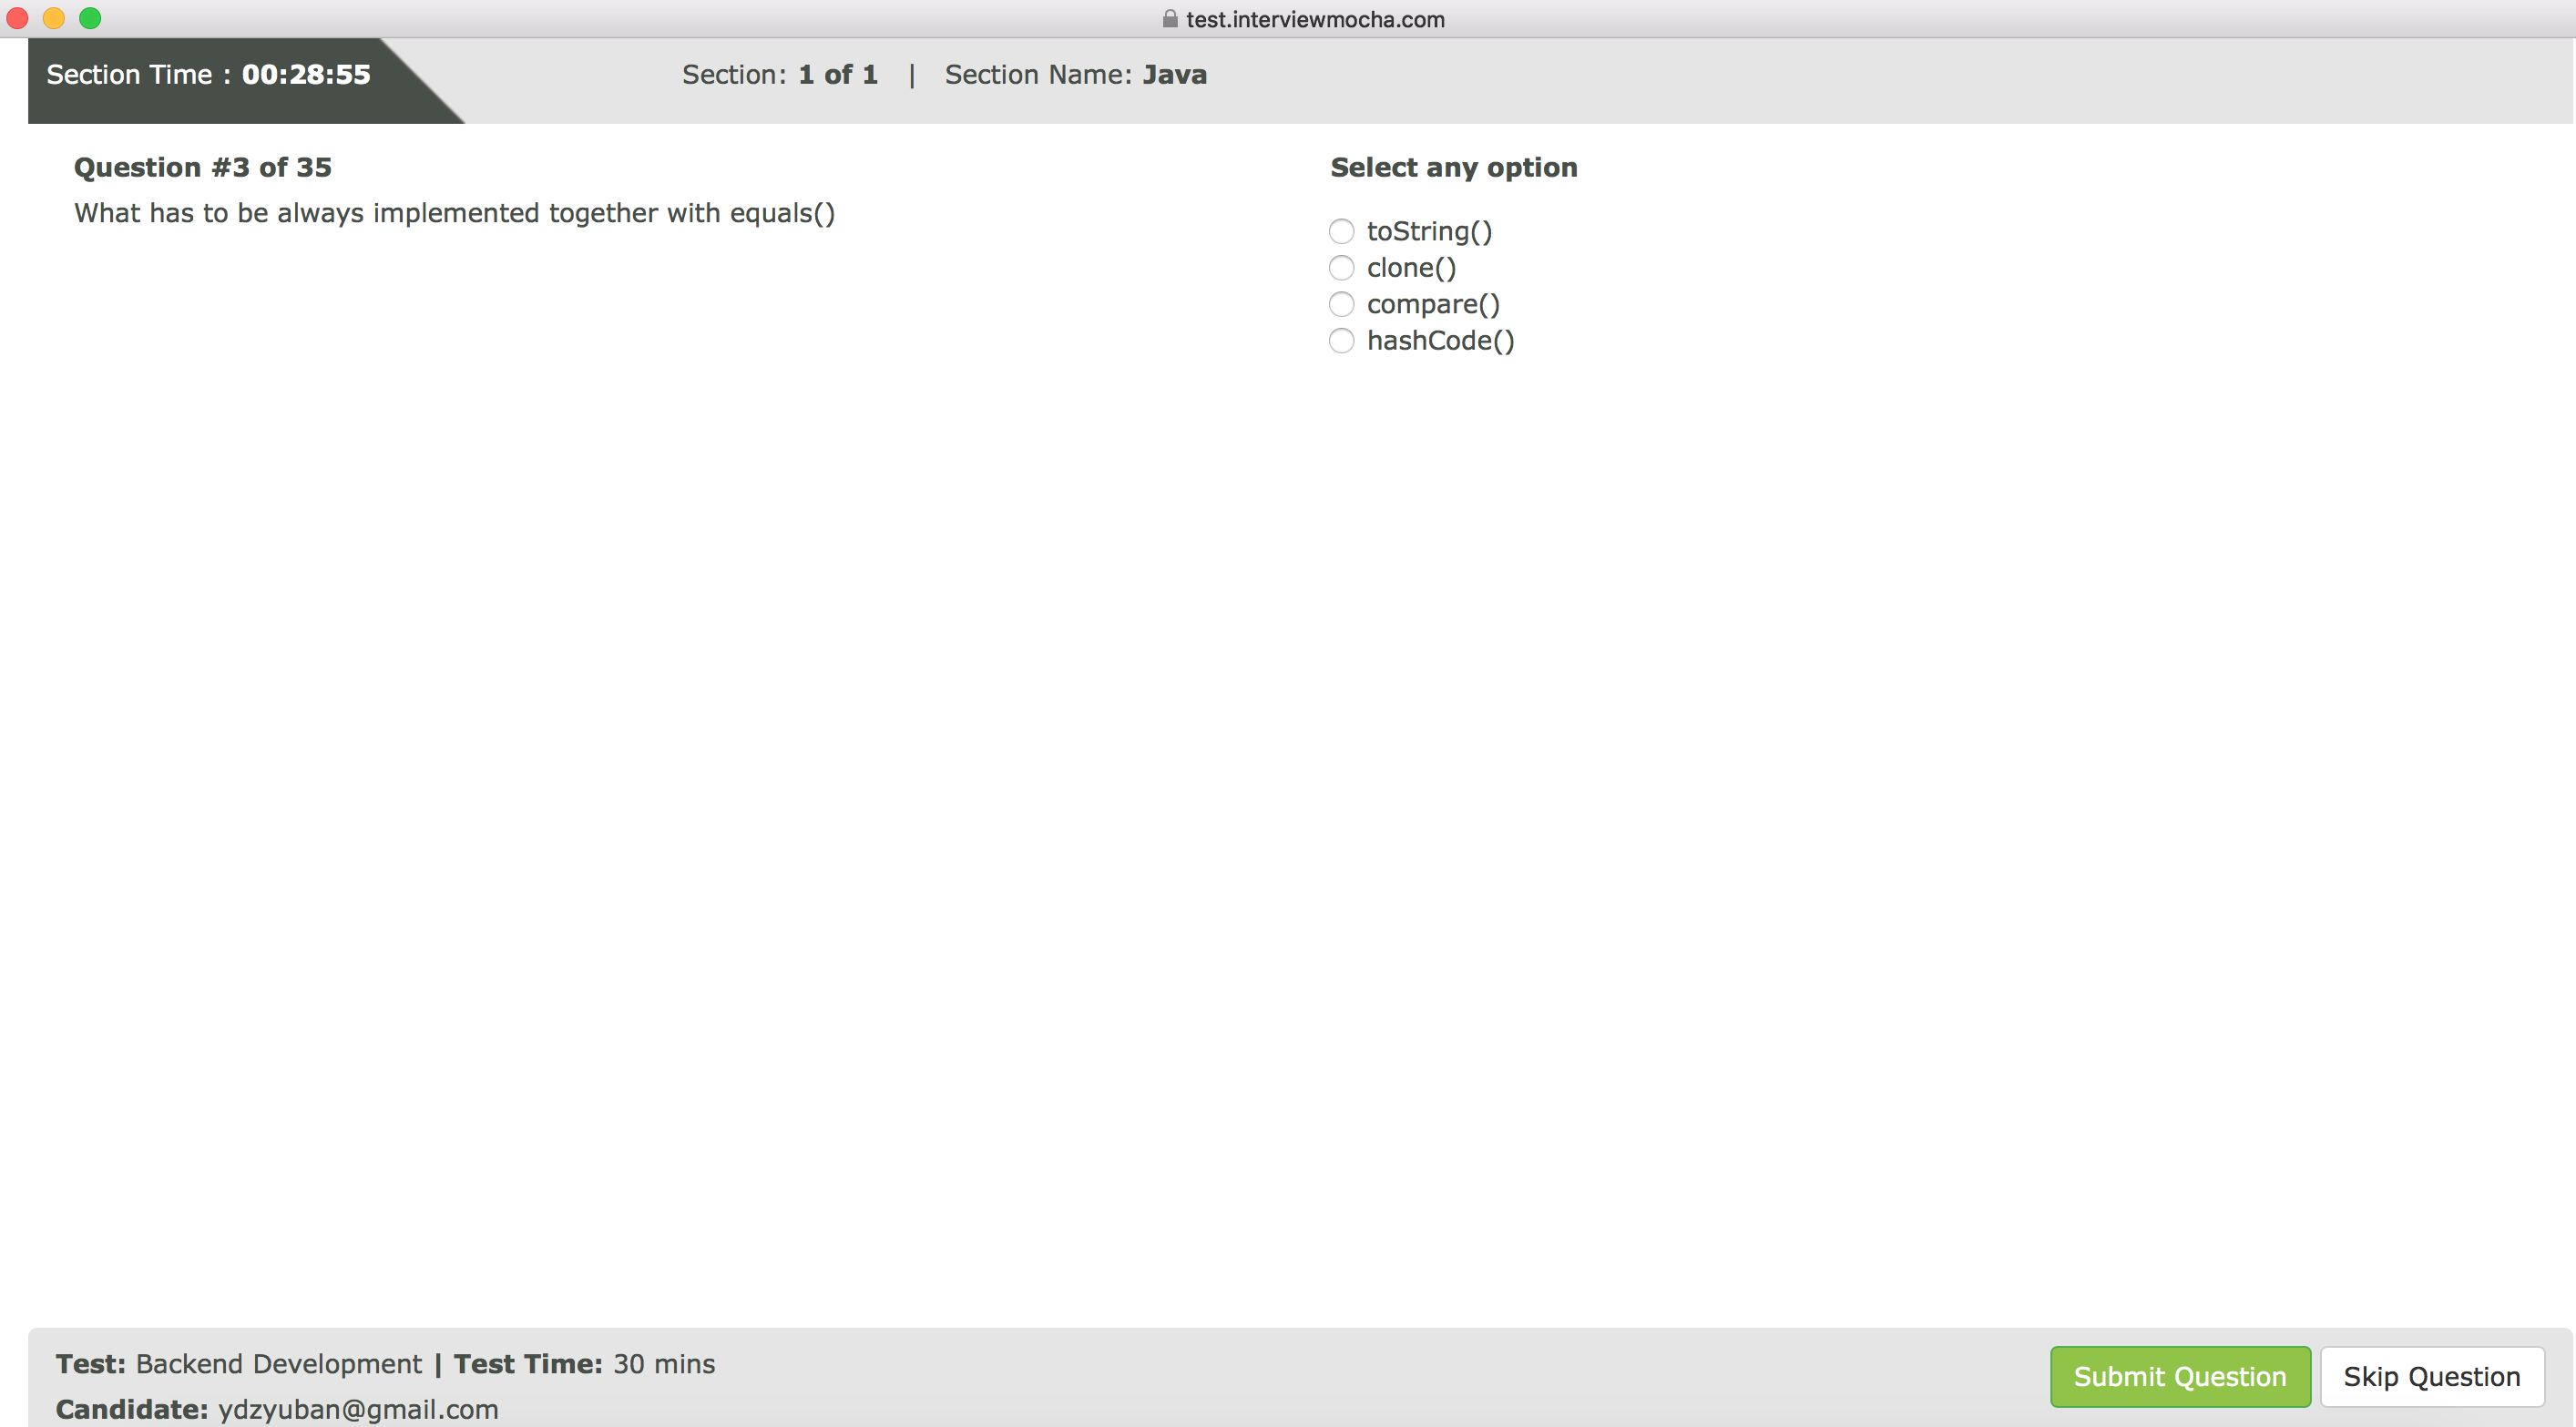 test.interviewmocha.com
Section Time : 00:28:55
Section: 1 of 1 | Section Name: Java
Question #3 of 35
What has to be always implemented together with equals()
Select any option
toString()
clone()
compare()
hashCode()
Test: Backend Development | Test Time: 30 mins
Candidate: ydzyuban@gmail.com
Submit Question
Skip Question